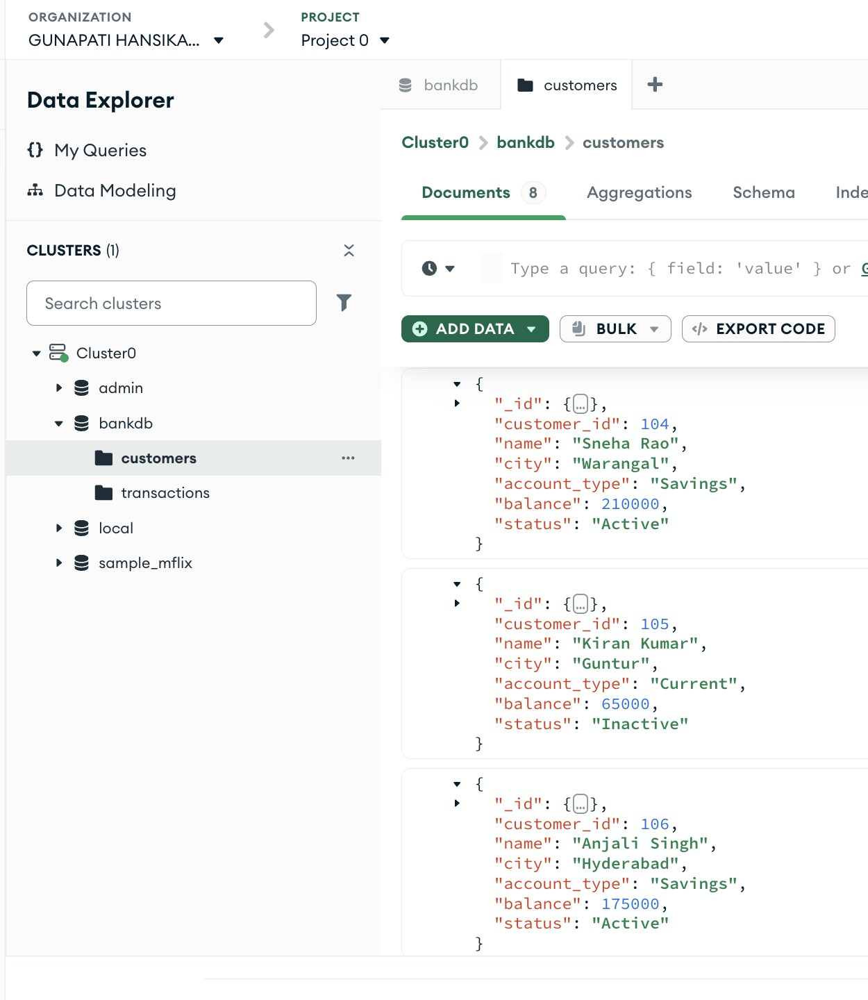 ORGANIZATION
GUNAPATI HANSIKA...
PROJECT
Project 0
Data Explorer
My Queries
Data Modeling
CLUSTERS (1)
Search clusters
Cluster0
admin
bankdb
customers
transactions
local
sample_mflix
bankdb
customers
Cluster0 > bankdb > customers
Documents 8 Aggregations Schema Inde
Type a query: { field: 'value' } or G
ADD DATA BULK EXPORT CODE
{
"_id": {...},
"customer_id": 104,
"name": "Sneha Rao",
"city": "Warangal",
"account_type": "Savings",
"balance": 210000,
"status": "Active"
}
{
"_id": {...},
"customer_id": 105,
"name": "Kiran Kumar",
"city": "Guntur",
"account_type": "Current",
"balance": 65000,
"status": "Inactive"
}
{
"_id": {...},
"customer_id": 106,
"name": "Anjali Singh",
"city": "Hyderabad",
"account_type": "Savings",
"balance": 175000,
"status": "Active"
}